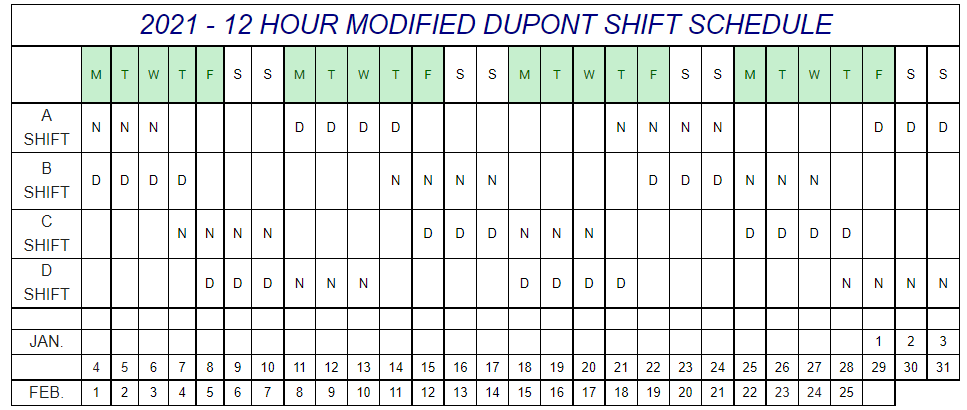 2021 - 12 HOUR MODIFIED DUPONT SHIFT SCHEDULE
M T W T F S S M T W T F S S M T W T F S S M T W T F S S
A
SHIFT
N N N D D D D N N N N D D D
B
SHIFT
D D D D N N N N D D D N N N
C
SHIFT
N N N N D D D N N N D D D D
D
SHIFT
D D D N N N D D D D N N N N
JAN. 1 2 3
4 5 6 7 8 9 10 11 12 13 14 15 16 17 18 19 20 21 22 23 24 25 26 27 28 29 30 31
FEB. 1 2 3 4 5 6 7 8 9 10 11 12 13 14 15 16 17 18 19 20 21 22 23 24 25